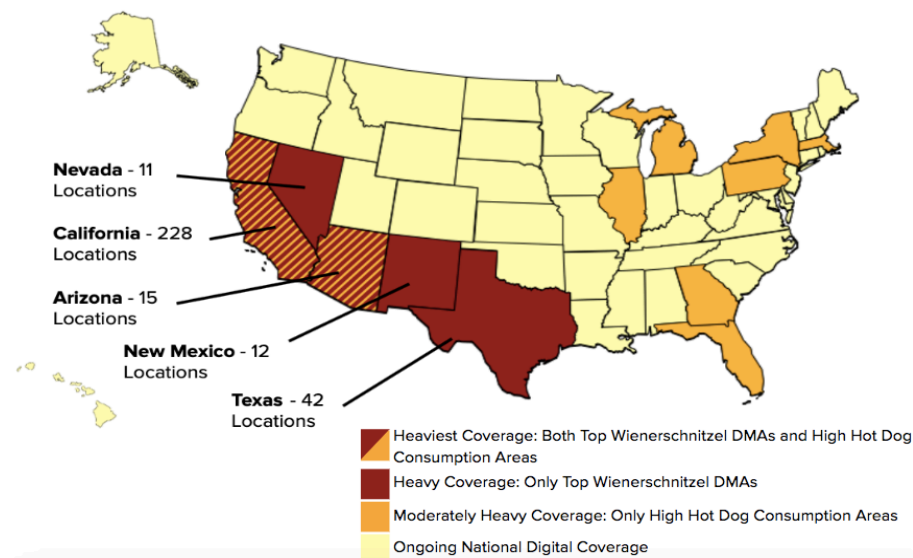 Nevada - 11
Locations
California - 228
Locations
Arizona - 15
Locations
New Mexico - 12
Locations
Texas - 42
Locations
Heaviest Coverage: Both Top Wienerschnitzel DMAs and High Hot Dog
Consumption Areas
Heavy Coverage: Only Top Wienerschnitzel DMAs
Moderately Heavy Coverage: Only High Hot Dog Consumption Areas
Ongoing National Digital Coverage